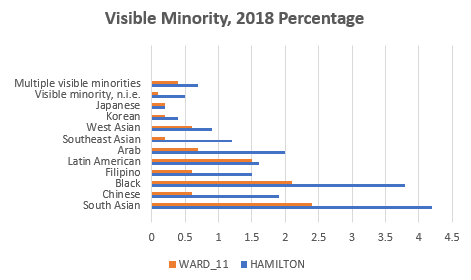 Visible Minority, 2018 Percentage
Multiple visible minorities
Visible minority, n.i.e.
Japanese
Korean
West Asian
Southeast Asian
Arab
Latin American
Filipino
Black
Chinese
South Asian
0 0.5 1 1.5 2 2.5 3 3.5 4 4.5
WARD_11 HAMILTON